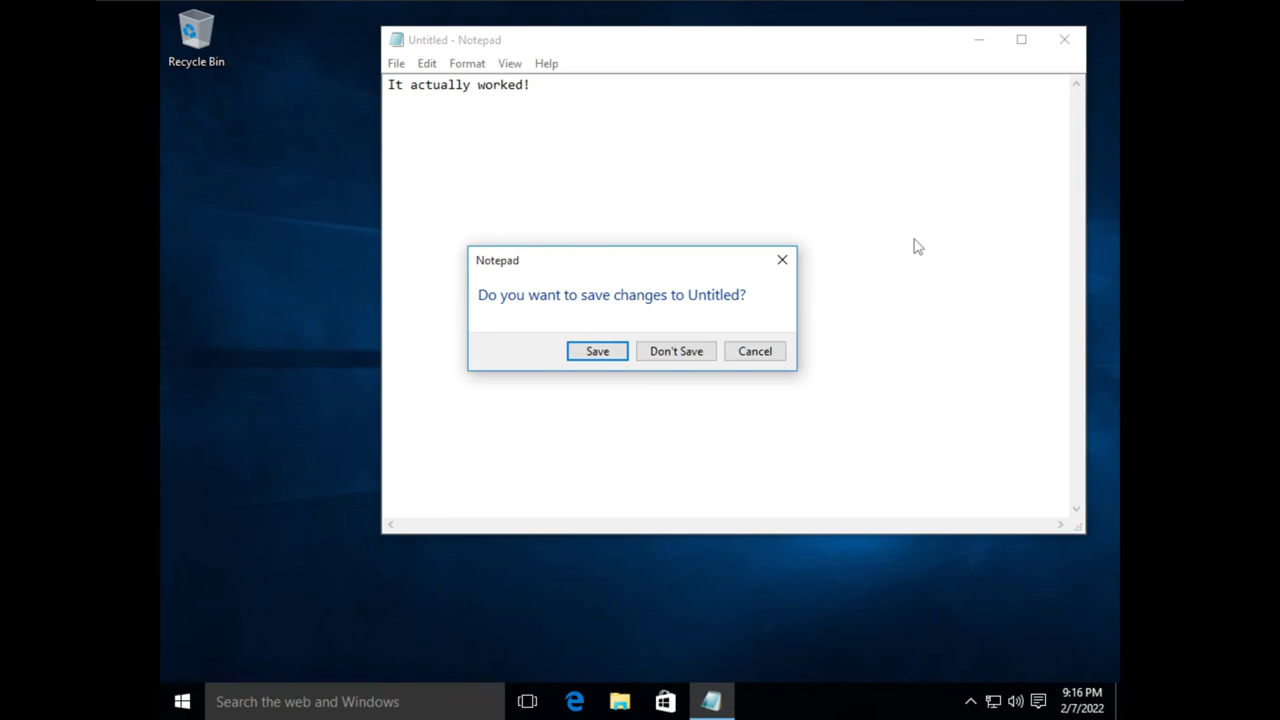 Recycle Bin
Untitled - Notepad
File Edit Format View Help
It actually worked!
Notepad
Do you want to save changes to Untitled?
Save Don't Save Cancel
Search the web and Windows
9:16 PM
2/7/2022